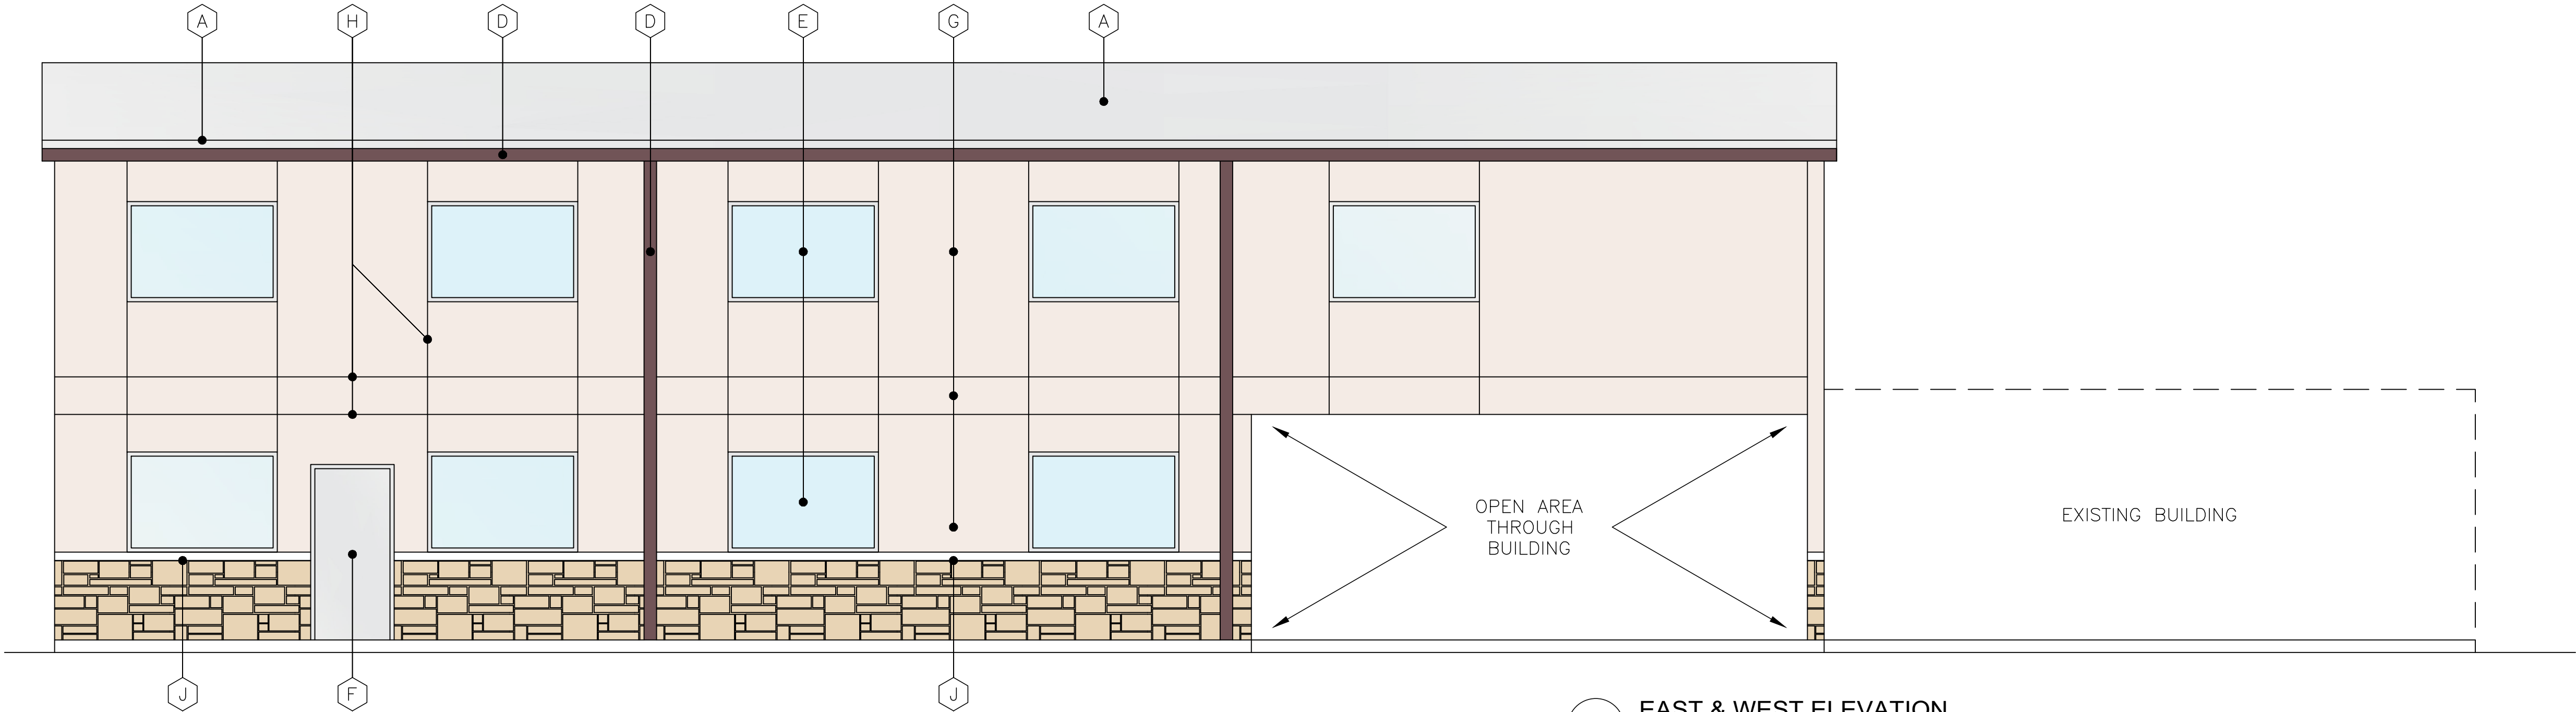 A
H
D
D
E
G
A
OPEN AREA
THROUGH
BUILDING
EXISTING BUILDING
J
F
J
EAST & WEST ELEVATION